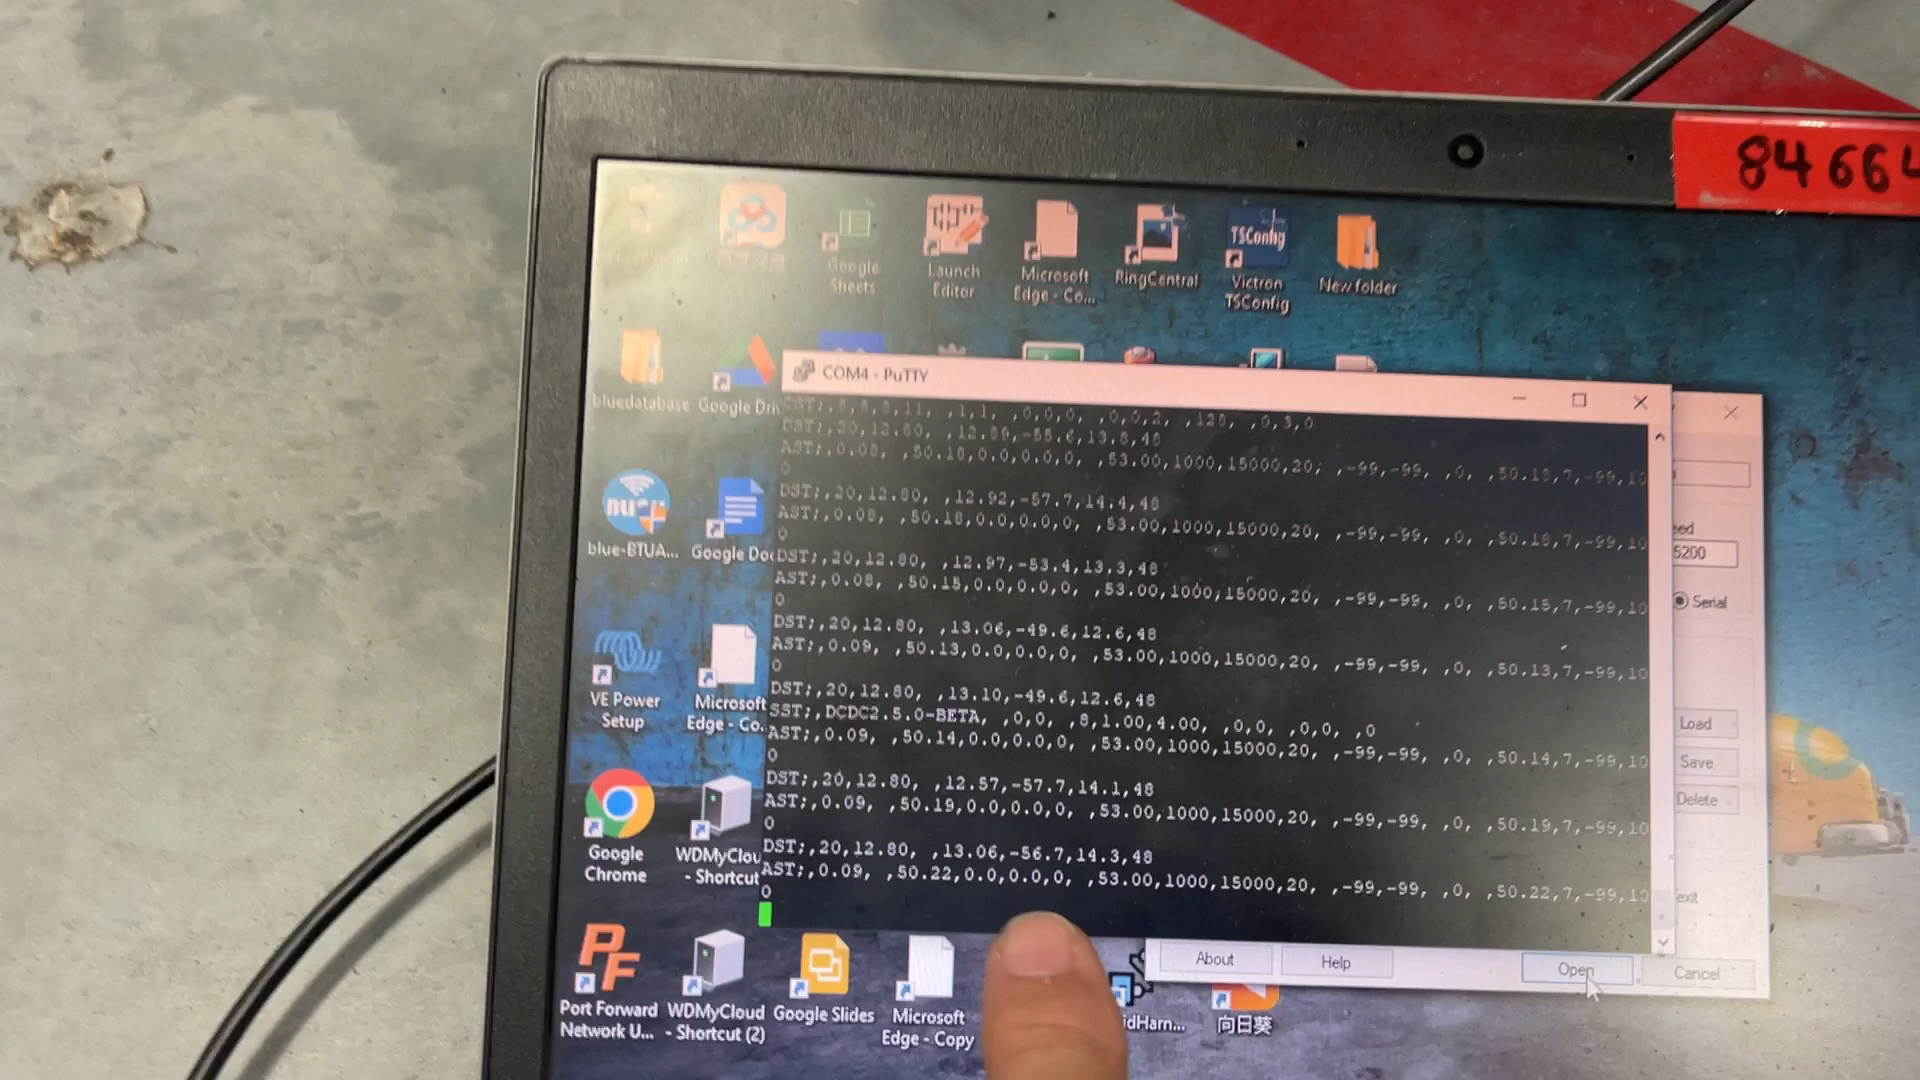 84 664
Google Sheets
Launch Editor
Microsoft Edge - Co...
RingCentral
TSConfig
Victron TSConfig
New folder
bluedatabase
Google Dri
COM4 - PuTTY
DST;,20,12.80, ,12.89,-55.6,13.8,48
AST;,0.08, ,50.18,0.0,0.0,0, ,53.00,1000,15000,20, ,-99,-99, ,0, ,50.18,7,-99,10
0
DST;,20,12.80, ,12.92,-57.7,14.4,48
AST;,0.08, ,50.18,0.0,0.0,0, ,53.00,1000,15000,20, ,-99,-99, ,0, ,50.18,7,-99,10
0
DST;,20,12.80, ,12.97,-53.4,13.3,48
AST;,0.08, ,50.15,0.0,0.0,0, ,53.00,1000,15000,20, ,-99,-99, ,0, ,50.15,7,-99,10
0
DST;,20,12.80, ,13.06,-49.6,12.6,48
AST;,0.09, ,50.13,0.0,0.0,0, ,53.00,1000,15000,20, ,-99,-99, ,0, ,50.13,7,-99,10
0
DST;,20,12.80, ,13.10,-49.6,12.6,48
SST;,DCDC2.5.0-BETA, ,0,0, ,8,1.00,4.00, ,0,0, ,0,0, ,0
AST;,0.09, ,50.14,0.0,0.0,0, ,53.00,1000,15000,20, ,-99,-99, ,0, ,50.14,7,-99,10
0
DST;,20,12.80, ,12.57,-57.7,14.1,48
AST;,0.09, ,50.19,0.0,0.0,0, ,53.00,1000,15000,20, ,-99,-99, ,0, ,50.19,7,-99,10
0
DST;,20,12.80, ,13.06,-56.7,14.3,48
AST;,0.09, ,50.22,0.0,0.0,0, ,53.00,1000,15000,20, ,-99,-99, ,0, ,50.22,7,-99,10
0
eed
5200
Serial
Load
Save
Delete
exit
About
Help
Open
Cancel
blue-BTUA...
Google Doc
VE Power Setup
Microsoft Edge - Co.
Google Chrome
WDMyClou - Shortcut
PF
Port Forward Network U...
WDMyCloud - Shortcut (2)
Google Slides
Microsoft Edge - Copy
idHarn...
向日葵